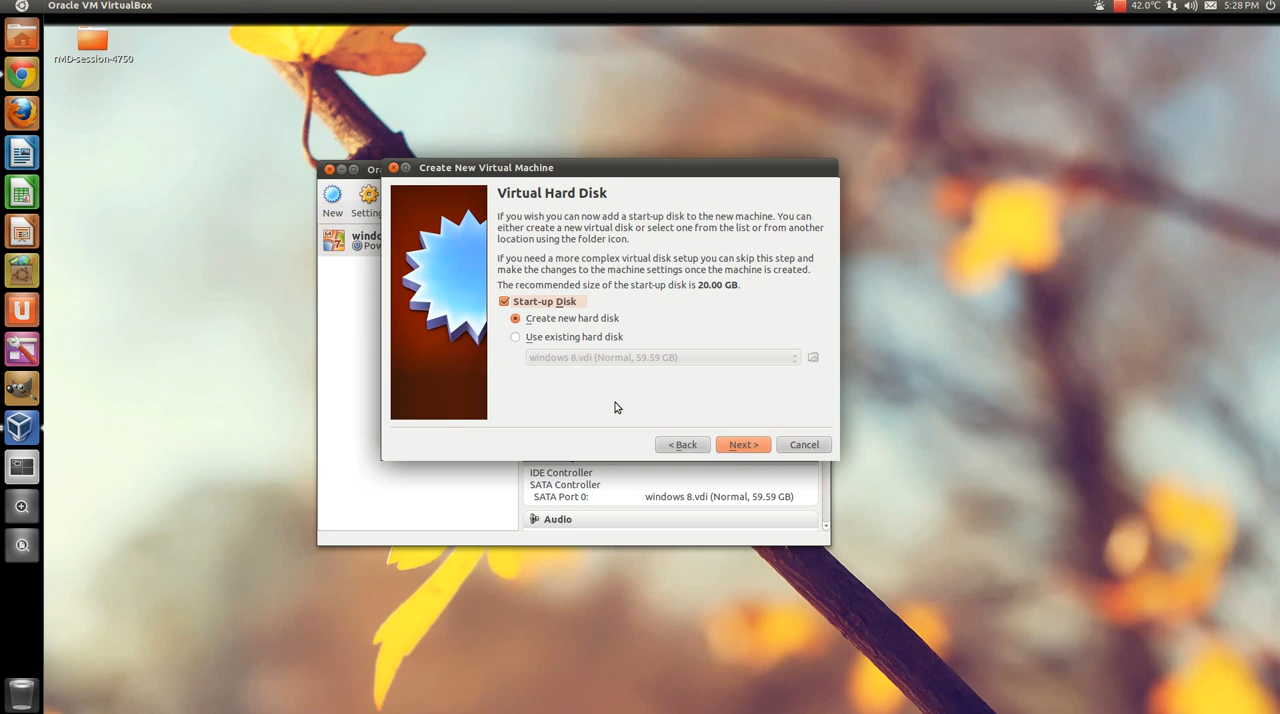 Oracle VM VirtualBox
42.0°C
5:28 PM
rMD-session-4750
Create New Virtual Machine
New
Virtual Hard Disk
If you wish you can now add a start-up disk to the new machine. You can
either create a new virtual disk or select one from the list or from another
location using the folder icon.
If you need a more complex virtual disk setup you can skip this step and
make the changes to the machine settings once the machine is created.
The recommended size of the start-up disk is 20.00 GB.
Start-up Disk
Create new hard disk
Use existing hard disk
windows 8.vdi (Normal, 59.59 GB)
< Back
Next >
Cancel
IDE Controller
SATA Controller
SATA Port 0: windows 8.vdi (Normal, 59.59 GB)
Audio